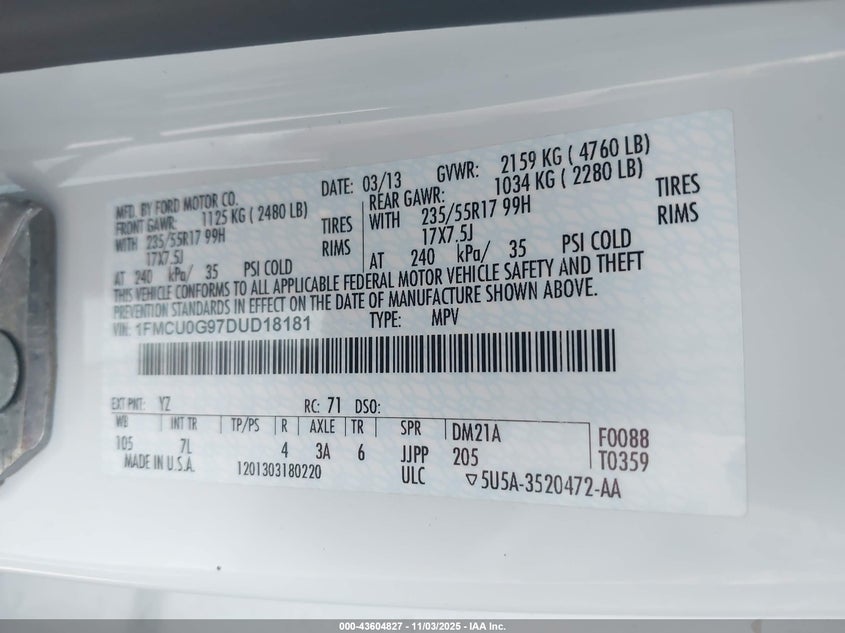 DATE: 03/13 GVWR: 2159 KG ( 4760 LB)
MFD. BY FORD MOTOR CO.
FRONT GAWR: 1125 KG ( 2480 LB) REAR GAWR: 1034 KG ( 2280 LB)
WITH 235/55R17 99H TIRES WITH 235/55R17 99H TIRES
17X7.5J RIMS 17X7.5J RIMS
AT 240 kPa/ 35 PSI COLD AT 240 kPa/ 35 PSI COLD
THIS VEHICLE CONFORMS TO ALL APPLICABLE FEDERAL MOTOR VEHICLE SAFETY AND THEFT
PREVENTION STANDARDS IN EFFECT ON THE DATE OF MANUFACTURE SHOWN ABOVE.
VIN: 1FMCU0G97DUD18181 TYPE: MPV
EXT PNT: YZ RC: 71 DSO:
WB INT TR TP/PS R AXLE TR SPR DM21A F0088
105 7L 4 3A 6 JJPP 205 T0359
MADE IN U.S.A. 1201303180220 ULC ▽5U5A-3520472-AA
000-43604827 - 11/03/2025 - IAA Inc.